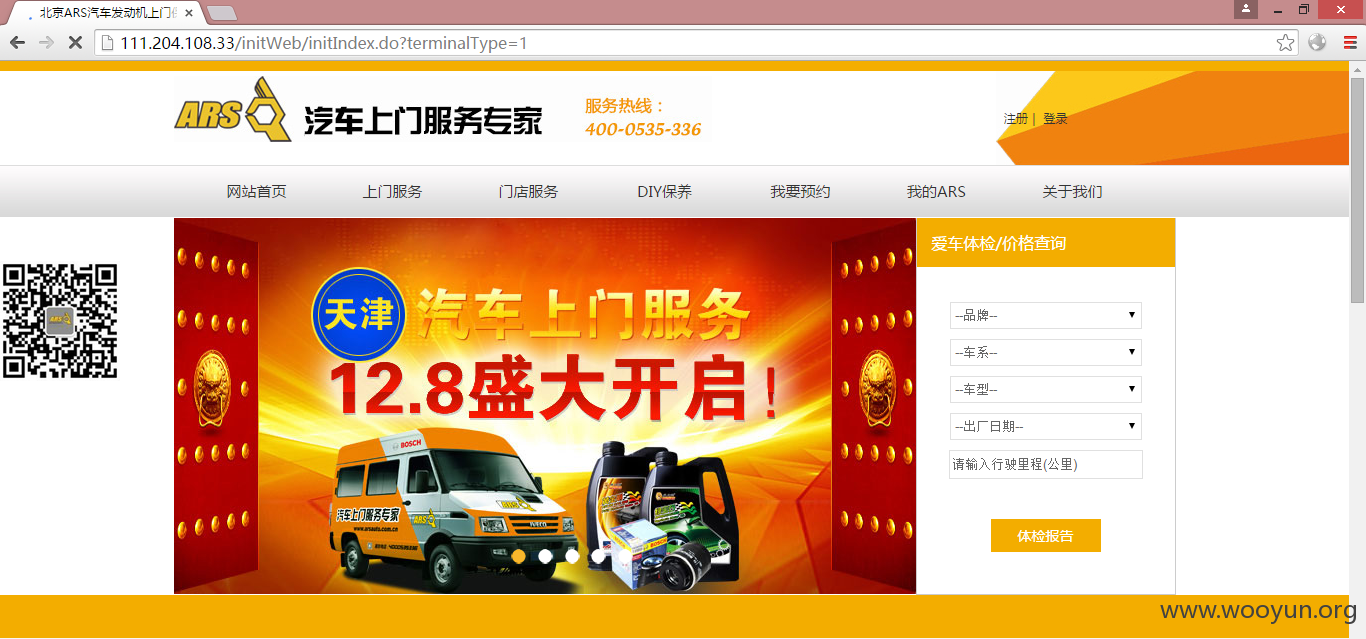 北京ARS汽车发动机上门
111.204.108.33/initWeb/initIndex.do?terminalType=1
ARS 汽车上门服务专家
服务热线：
400-0535-336
注册 | 登录
网站首页 上门服务 门店服务 DIY保养 我要预约 我的ARS 关于我们
天津 汽车上门服务
12.8盛大开启!
BOSCH
汽车上门服务专家
ARS
爱车体检/价格查询
--品牌--
--车系--
--车型--
--出厂日期--
请输入行驶里程(公里)
体检报告
www.wooyun.org